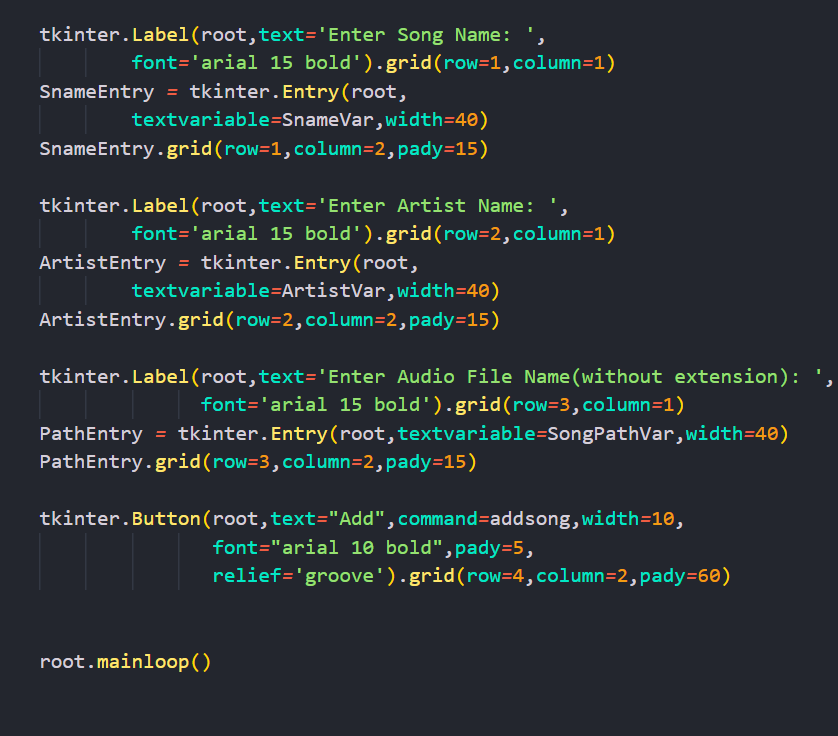 tkinter.Label(root,text='Enter Song Name: ',
font='arial 15 bold').grid(row=1,column=1)
SnameEntry = tkinter.Entry(root,
textvariable=SnameVar,width=40)
SnameEntry.grid(row=1,column=2,pady=15)
tkinter.Label(root,text='Enter Artist Name: ',
font='arial 15 bold').grid(row=2,column=1)
ArtistEntry = tkinter.Entry(root,
textvariable=ArtistVar,width=40)
ArtistEntry.grid(row=2,column=2,pady=15)
tkinter.Label(root,text='Enter Audio File Name(without extension): ',
font='arial 15 bold').grid(row=3,column=1)
PathEntry = tkinter.Entry(root,textvariable=SongPathVar,width=40)
PathEntry.grid(row=3,column=2,pady=15)
tkinter.Button(root,text="Add",command=addsong,width=10,
font="arial 10 bold",pady=5,
relief='groove').grid(row=4,column=2,pady=60)
root.mainloop()